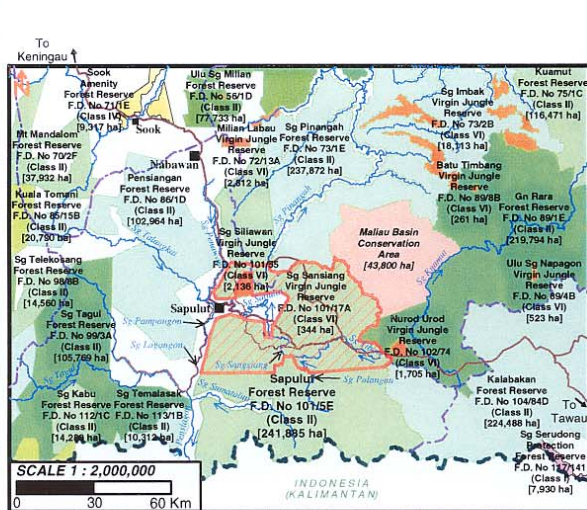 To
Keningau
Sook
Amenity
Forest Reserve
F.D. No 71/1E
(Class IV)
[9,317 ha]
Sook
Ulu Sg Milian
Forest Reserve
(Class II)
[77,733 ha]
Kuamut
Forest Reserve
F.D. No 75/1C
(Class II)
[116,471 ha]
Sg Imbak
Virgin Jungle
Reserve
F.D. No 73/2B
(Class VI)
[18,113 ha]
Mt Mandalom
Forest Reserve
F.D. No 70/2F
(Class II)
[37,932 ha]
Nabawan
Milian Labau
Virgin Jungle
Reserve
F.D. No 72/13A
(Class VI)
[2,812 ha]
Sg Pinangah
Forest Reserve
F.D. No 73/1E
(Class II)
[237,872 ha]
Batu Timbang
Virgin Jungle
Reserve
F.D. No 89/8B
(Class VI)
[261 ha]
Pensiangan
Forest Reserve
F.D. No 86/1D
(Class II)
[102,964 ha]
Kuala Tomani
Forest Reserve
F.D. No 85/15B
(Class II)
[20,790 ha]
Gn Rara
Forest Reserve
F.D. No 89/1E
(Class II)
[219,794 ha]
Sg Pinangah
Sg Talangkai
Maliau Basin
Conservation
Area
[43,800 ha]
Sg Kuamut
Sg Siliawan
Virgin Jungle
Reserve
(Class VI)
[2,136 ha]
Sg Telekosang
Forest Reserve
F.D. No 98/8B
(Class II)
[14,560 ha]
Sg Sansiang
Virgin Jungle
Reserve
F.D. No 101/17A
(Class VI)
[344 ha]
Ulu Sg Napagon
Virgin Jungle
Reserve
F.D. No 89/4B
(Class VI)
[523 ha]
Sapulut
Sg Tagul
Forest Reserve
F.D. No 99/3A
(Class II)
[105,769 ha]
Sg Pampangon
Sg Logongon
Nurod Urod
Virgin Jungle
Reserve
F.D. No 102/74
(Class VI)
[1,705 ha]
Sg Sansiang
Sapulut
Forest Reserve
F.D. No 101/5E
(Class II)
[241,885 ha]
Sg Palangan
Kalabakan
Forest Reserve
F.D. No 104/84D
(Class II)
[224,488 ha]
To
Tawau
Sg Kabu
Forest Reserve
F.D. No 112/1C
(Class II)
Sg Temalasak
Forest Reserve
F.D. No 113/1B
(Class II)
[10,312 ha]
Sg Serudong
Protection
Forest Reserve
F.D. No 127/141
(Class I)
[7,930 ha]
SCALE 1 : 2,000,000
0 30 60 Km
INDONESIA
(KALIMANTAN)